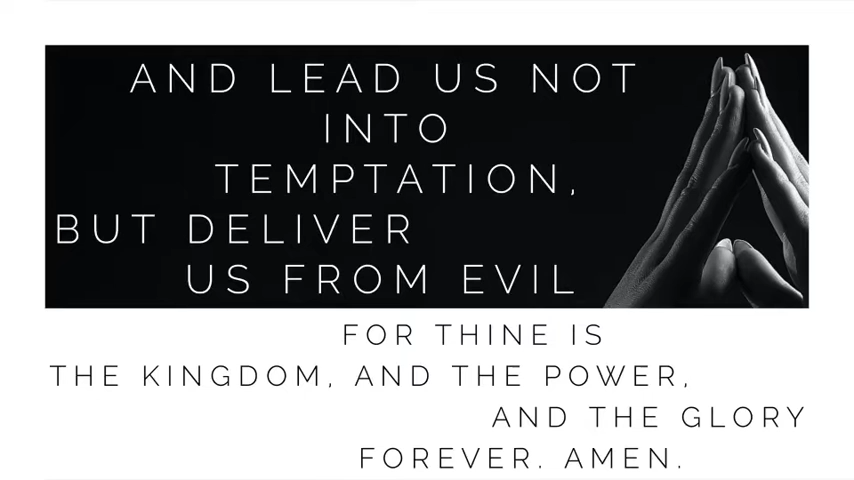 AND LEAD US NOT
INTO
TEMPTATION,
BUT DELIVER
US FROM EVIL
FOR THINE IS
THE KINGDOM, AND THE POWER,
AND THE GLORY
FOREVER. AMEN.